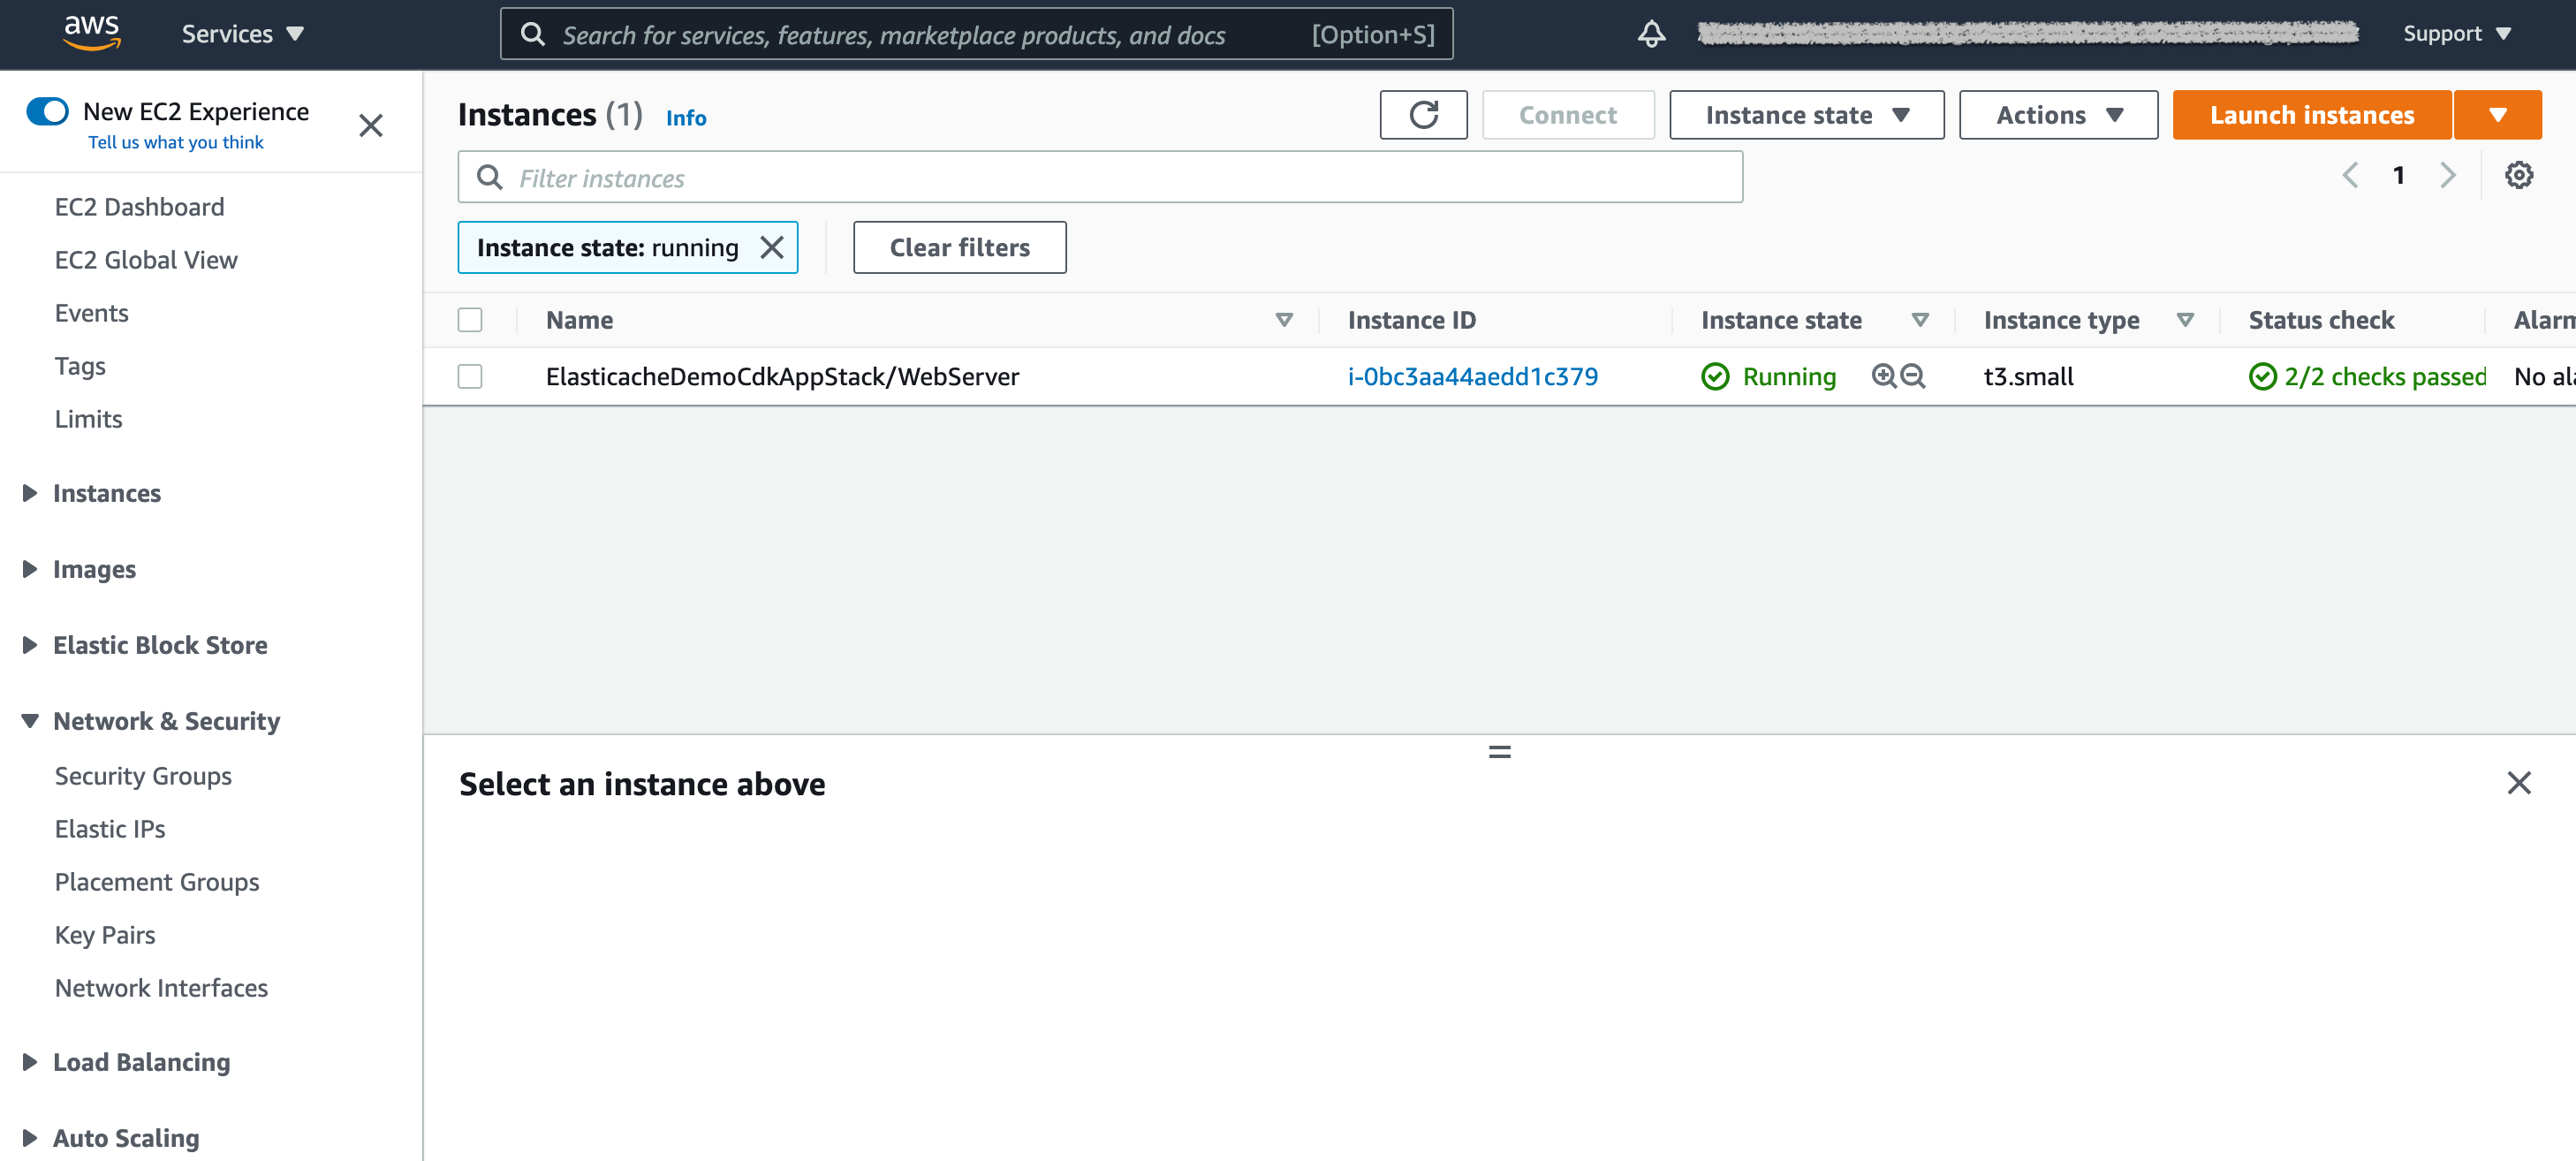 aws Services Search for services, features, marketplace products, and docs [Option+S] Support
New EC2 Experience
Tell us what you think
EC2 Dashboard
EC2 Global View
Events
Tags
Limits
Instances
Images
Elastic Block Store
Network & Security
Security Groups
Elastic IPs
Placement Groups
Key Pairs
Network Interfaces
Load Balancing
Auto Scaling
Instances (1) Info Connect Instance state Actions Launch instances
Filter instances 1
Instance state: running Clear filters
Name Instance ID Instance state Instance type Status check Alarm
ElasticacheDemoCdkAppStack/WebServer i-0bc3aa44aedd1c379 Running t3.small 2/2 checks passed No ala
Select an instance above